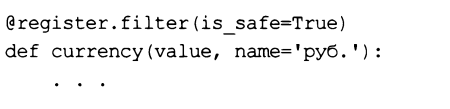 @register.filter(is_safe=True)
def currency(value, name='руб.'):
. . .